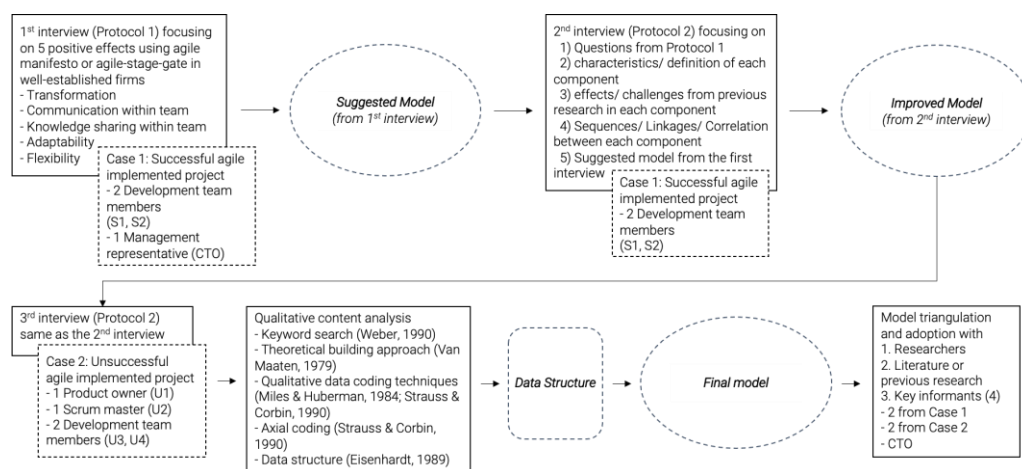 1st interview (Protocol 1) focusing
on 5 positive effects using agile
manifesto or agile-stage-gate in
well-established firms
- Transformation
- Communication within team
- Knowledge sharing within team
- Adaptability
- Flexibility
Case 1: Successful agile
implemented project
- 2 Development team
members
(S1, S2)
- 1 Management
representative (CTO)
Suggested Model
(from 1st interview)
2nd interview (Protocol 2) focusing on
1) Questions from Protocol 1
2) characteristics/ definition of each
component
3) effects/ challenges from previous
research in each component
4) Sequences/ Linkages/ Correlation
between each component
5) Suggested model from the first
interview
Case 1: Successful agile
implemented project
- 2 Development team
members
(S1, S2)
Improved Model
(from 2nd interview)
3rd interview (Protocol 2)
same as the 2nd interview
Case 2: Unsuccessful
agile implemented project
- 1 Product owner (U1)
- 1 Scrum master (U2)
- 2 Development team
members (U3, U4)
Qualitative content analysis
- Keyword search (Weber, 1990)
- Theoretical building approach (Van
Maaten, 1979)
- Qualitative data coding techniques
(Miles & Huberman, 1984; Strauss &
Corbin, 1990)
- Axial coding (Strauss & Corbin,
1990)
- Data structure (Eisenhardt, 1989)
Data Structure
Final model
Model triangulation
and adoption with
1. Researchers
2. Literature or
previous research
3. Key informants (4)
- 2 from Case 1
- 2 from Case 2
- CTO